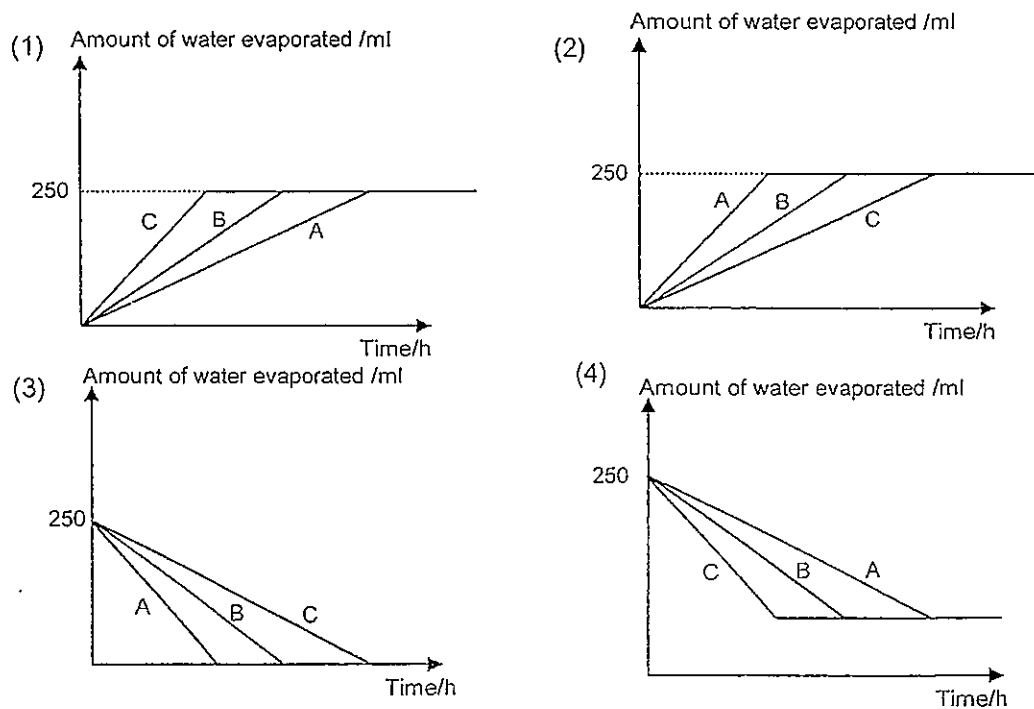 (1) Amount of water evaporated /ml
250
C
B
A
Time/h
(2) Amount of water evaporated /ml
250
A
B
C
Time/h
(3) Amount of water evaporated /ml
250
A
B
C
Time/h
(4) Amount of water evaporated /ml
250
C
B
A
Time/h